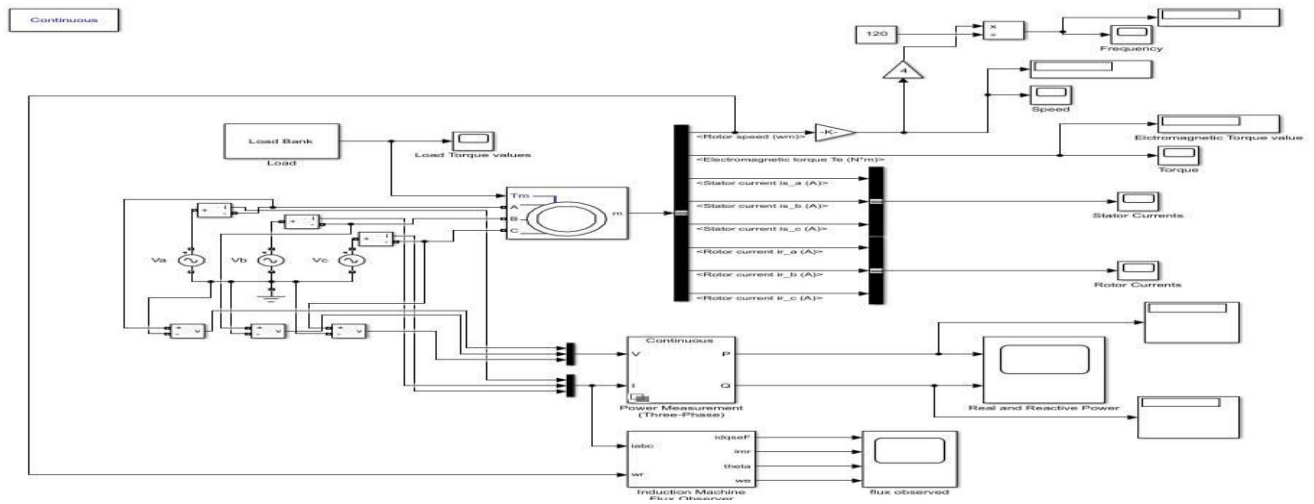 Continuous
120
x
÷
Frequency
4
Speed
Load Bank
Load
Load Torque values
<Rotor speed (wm)>
-K-
Elctromagnetic Torque value
<Electromagnetic torque Te (N*m)>
Torque
Tm
A
B
C
m
<Stator current is_a (A)>
<Stator current is_b (A)>
Stator Currents
<Stator current is_c (A)>
<Rotor current ir_a (A)>
<Rotor current ir_b (A)>
Rotor Currents
<Rotor current ir_c (A)>
Va
Vb
Vc
Continuous
V
I
P
Q
Power Measurement
(Three-Phase)
Real and Reactive Power
iabc
wr
idqseF
imr
theta
we
Induction Machine
Flux Observer
flux observed